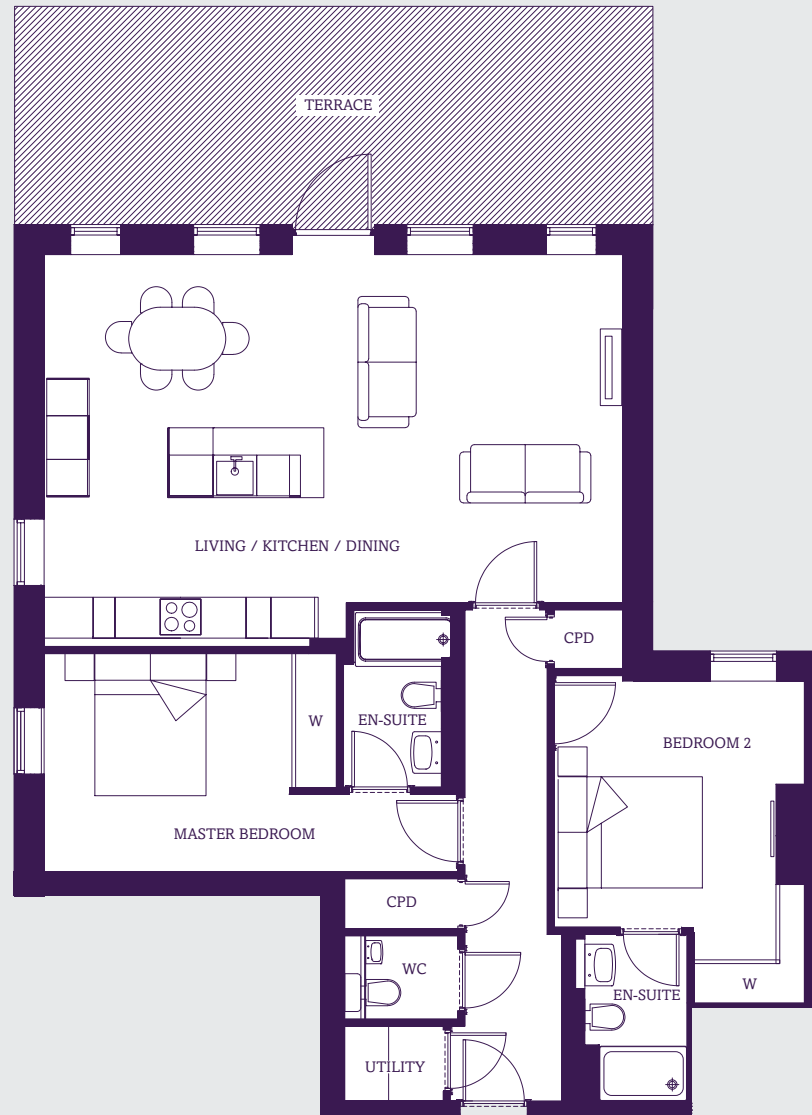 TERRACE
LIVING / KITCHEN / DINING
CPD
EN-SUITE
W
BEDROOM 2
MASTER BEDROOM
CPD
WC
EN-SUITE
W
UTILITY